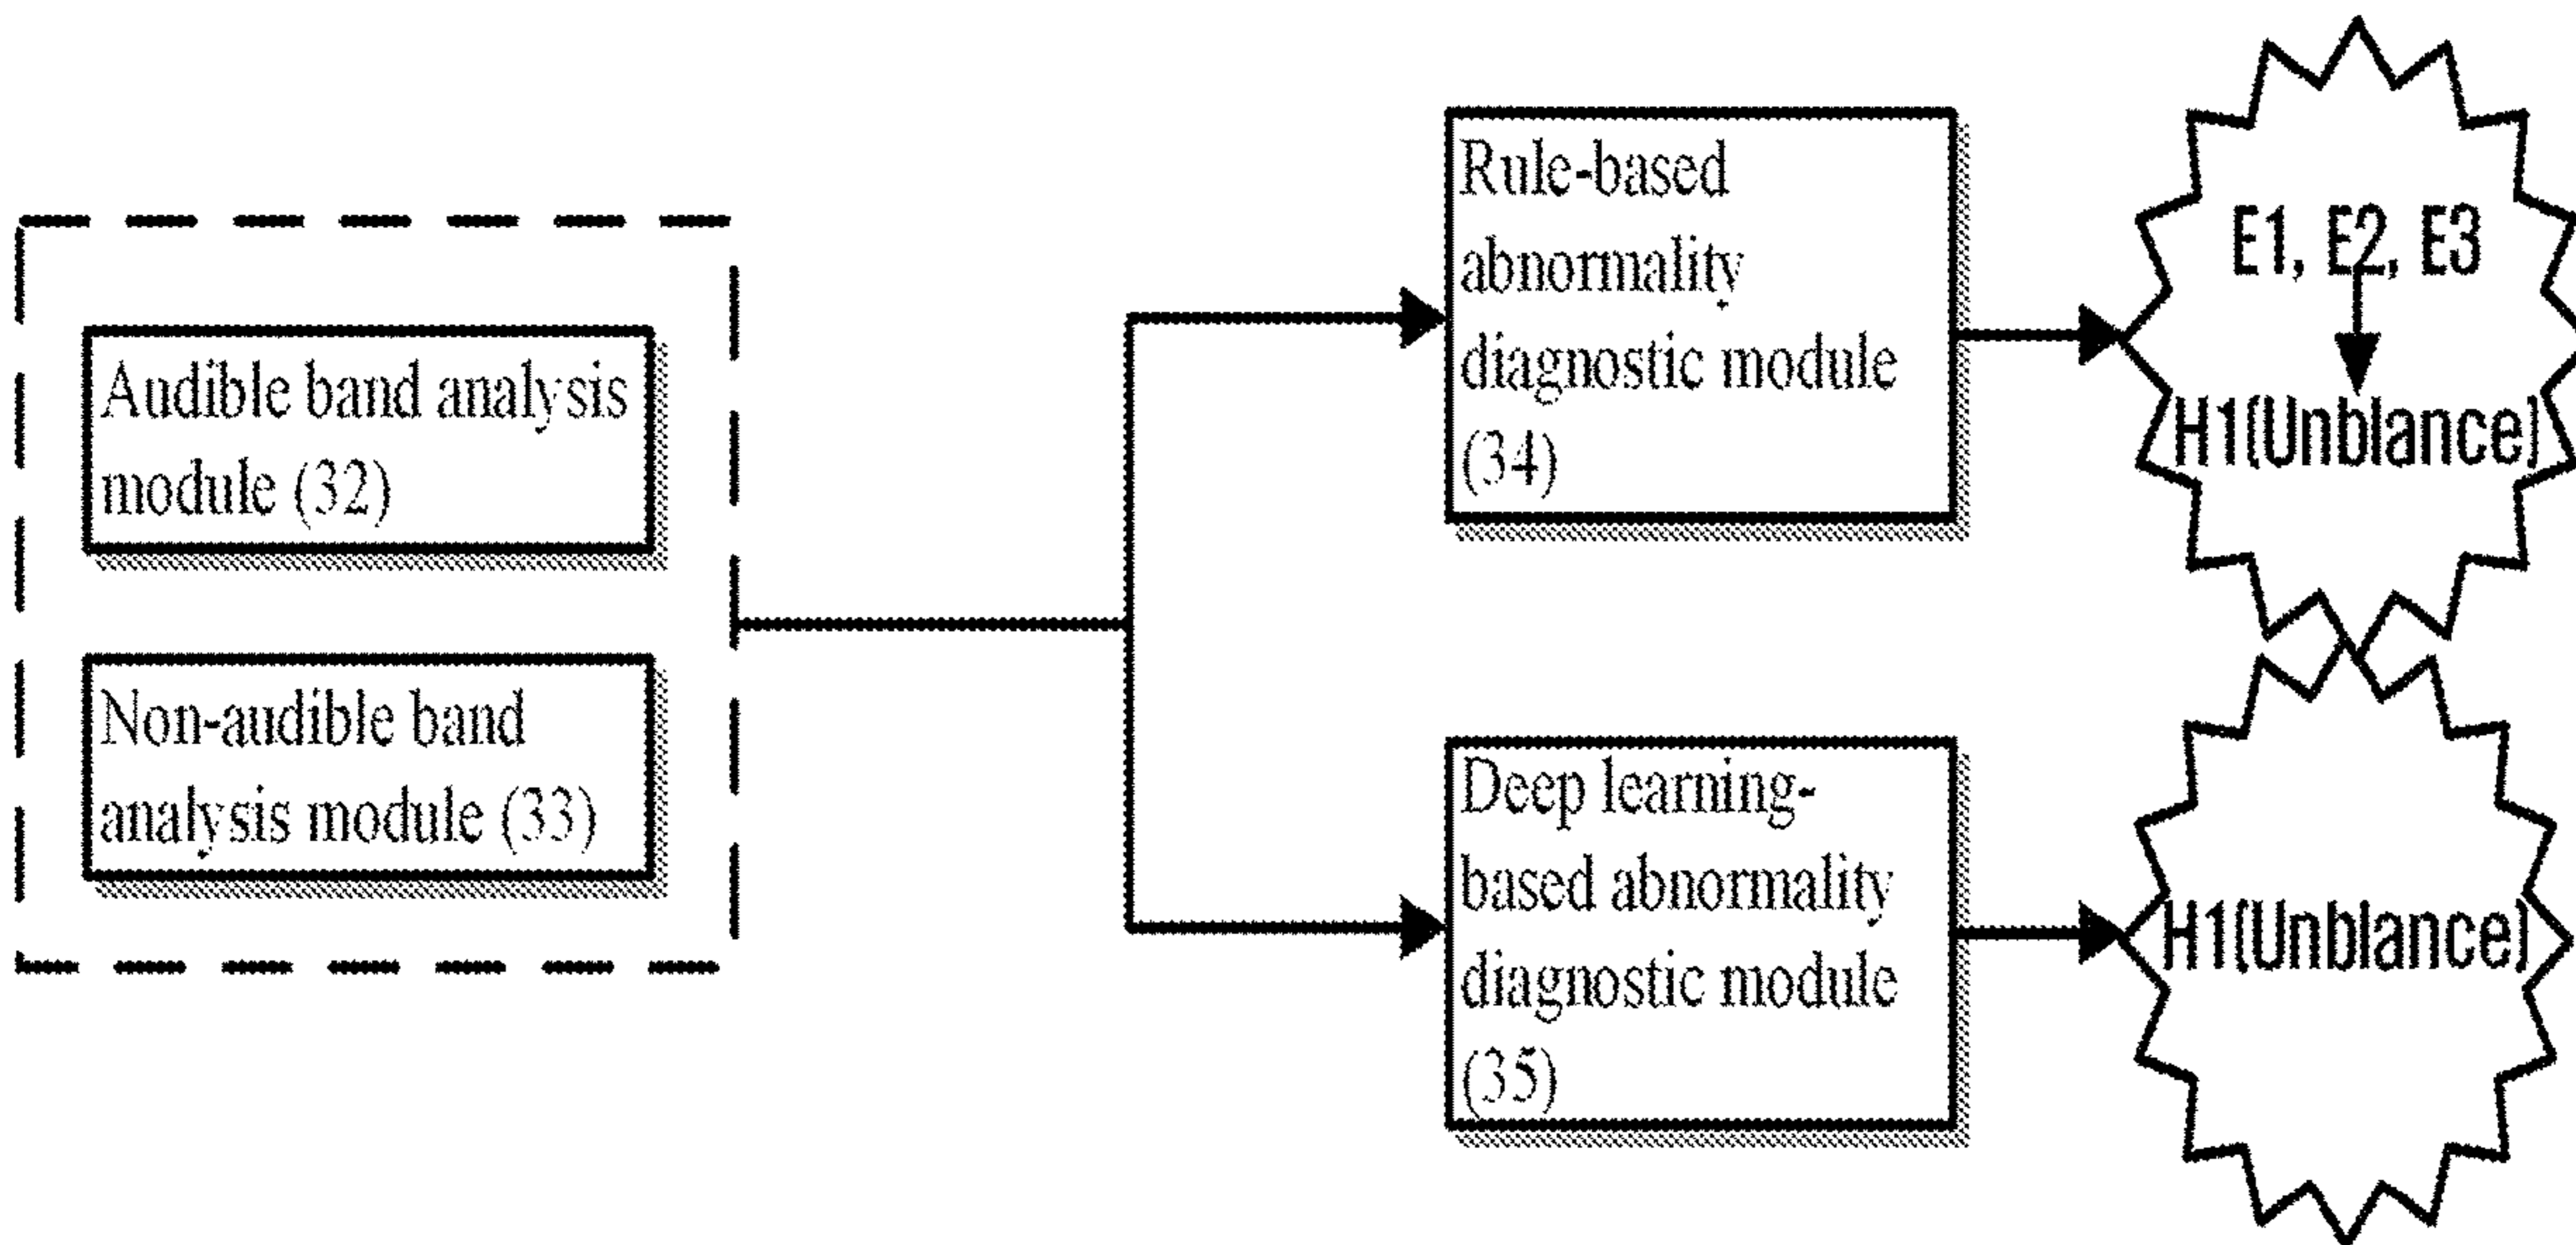 Audible band analysis
module (32)
Non-audible band
analysis module (33)
Rule-based
abnormality
diagnostic module
(34)
Deep learning-
based abnormality
diagnostic module
(35)
E1, E2, E3
H1(Unblance)
H1(Unblance)